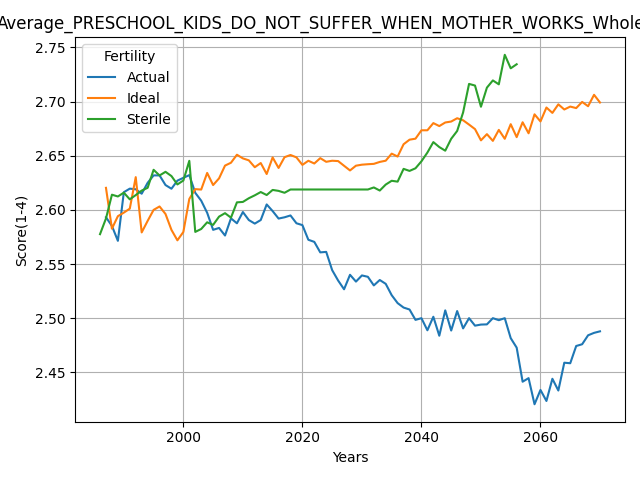 Average_PRESCHOOL_KIDS_DO_NOT_SUFFER_WHEN_MOTHER_WORKS_Whole
Fertility
Actual
Ideal
Sterile
Score(1-4)
2.75
2.70
2.65
2.60
2.55
2.50
2.45
2000 2020 2040 2060
Years